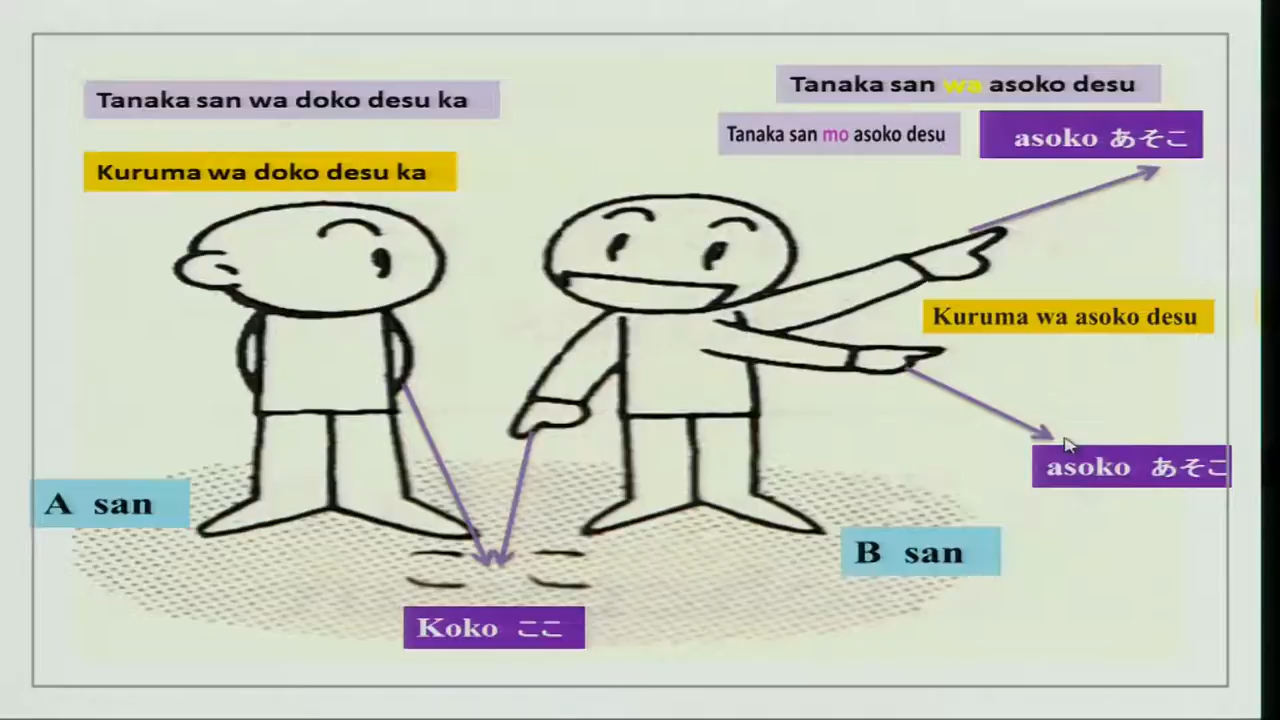 Tanaka san wa doko desu ka
Tanaka san wa asoko desu
Tanaka san mo asoko desu
asoko あそこ
Kuruma wa doko desu ka
Kuruma wa asoko desu
asoko あそこ
A san
B san
Koko ここ